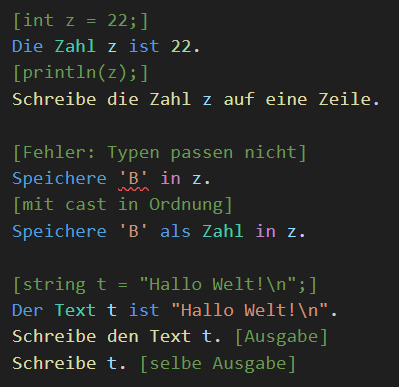 [int z = 22;]
Die Zahl z ist 22.
[println(z);]
Schreibe die Zahl z auf eine Zeile.
[Fehler: Typen passen nicht]
Speichere 'B' in z.
[mit cast in Ordnung]
Speichere 'B' als Zahl in z.
[string t = "Hallo Welt!\n";]
Der Text t ist "Hallo Welt!\n".
Schreibe den Text t. [Ausgabe]
Schreibe t. [selbe Ausgabe]